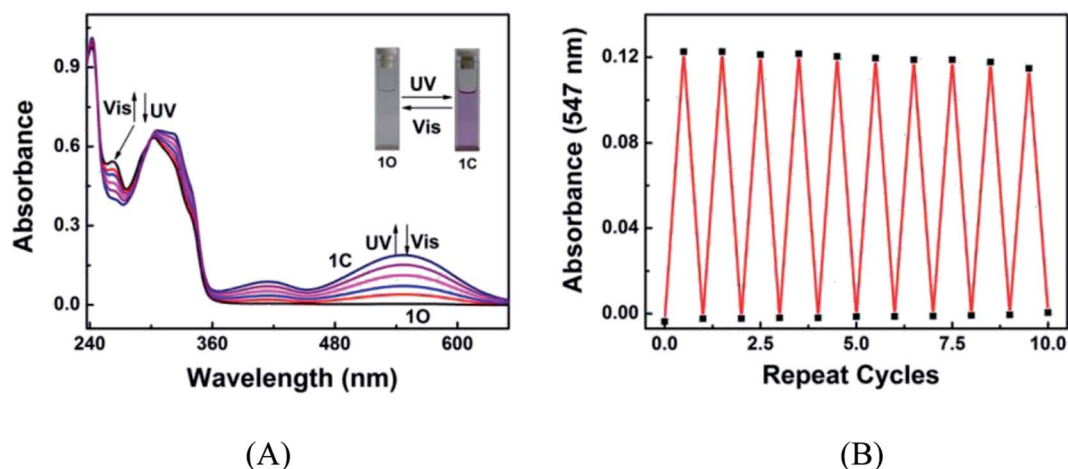 Absorbance
0.9
0.6
0.3
0.0
Vis UV
UV
Vis
1O 1C
UV Vis
1C
1O
240 360 480 600
Wavelength (nm)
(A)
Absorbance (547 nm)
0.12
0.08
0.04
0.00
0.0 2.5 5.0 7.5 10.0
Repeat Cycles
(B)